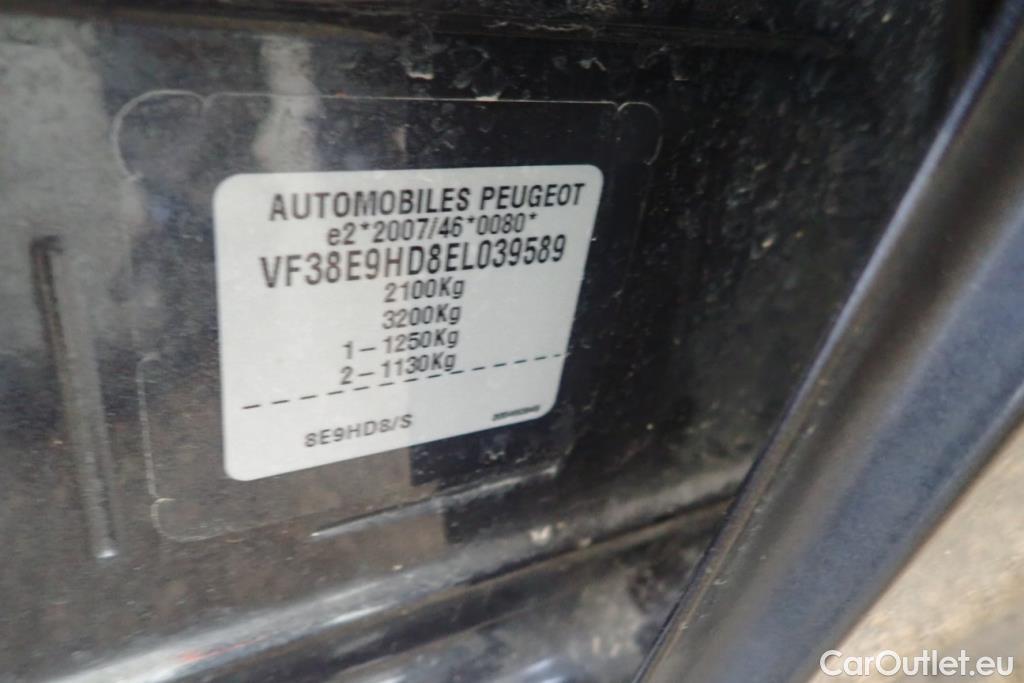 AUTOMOBILES PEUGEOT
e2*2007/46*0080*
VF38E9HD8EL039589
2100Kg
3200Kg
1-1250Kg
2-1130Kg
8E9HD8/S
CarOutlet.eu